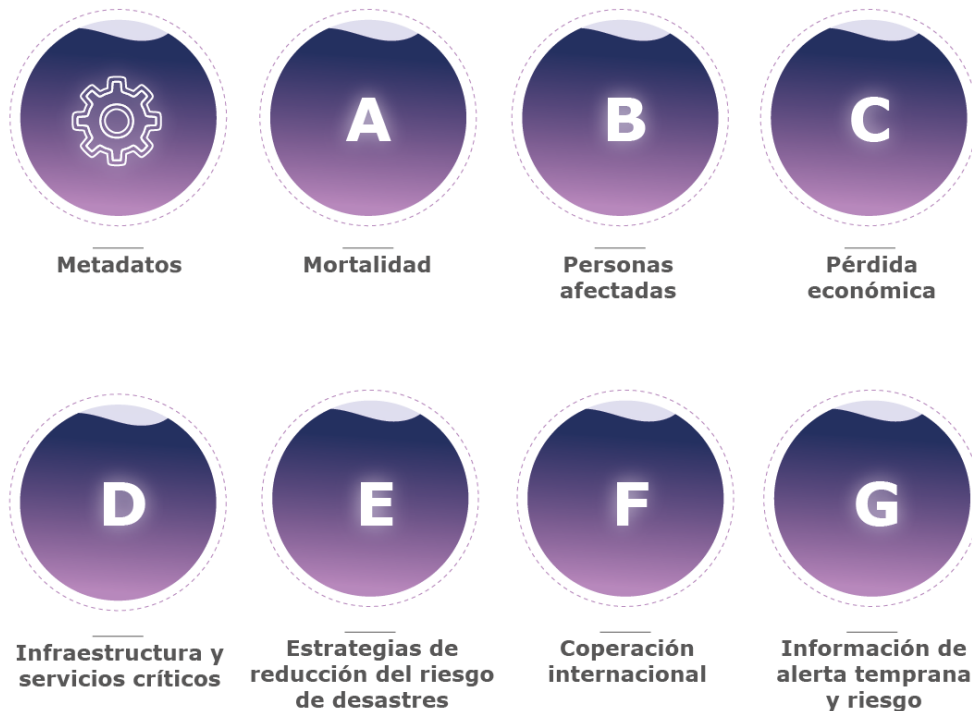 Metadatos
A
Mortalidad
B
Personas
afectadas
C
Pérdida
económica
D
Infraestructura y
servicios críticos
E
Estrategias de
reducción del riesgo
de desastres
F
Coperación
internacional
G
Información de
alerta temprana
y riesgo